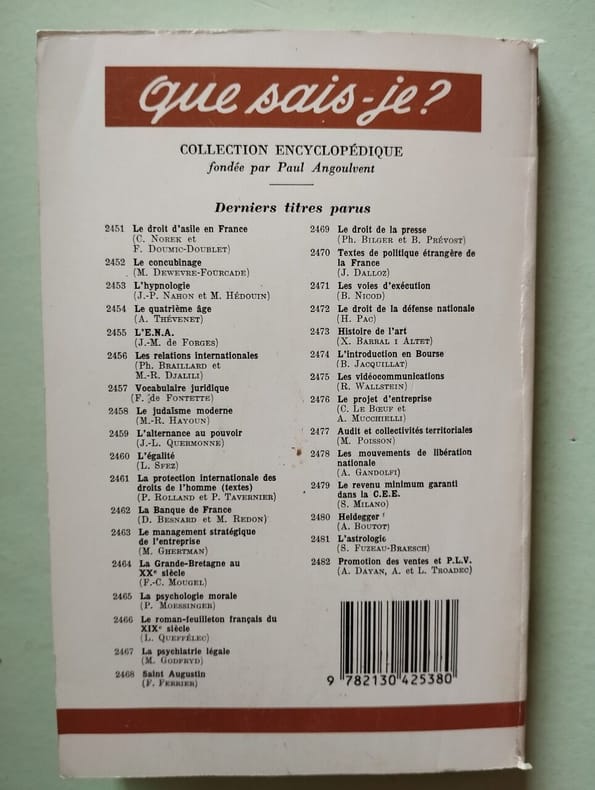 que sais-je?
COLLECTION ENCYCLOPÉDIQUE
fondée par Paul Angoulvent
Derniers titres parus
2451 Le droit d'asile en France
(C. NOREK et
F. DOUMIC-DOUBLET)
2452 Le concubinage
(M. DEWEVRE-FOURCADE)
2453 L'hypnologie
(J.-P. NAHON et M. HÉDOUIN)
2454 Le quatrième âge
(A. THÉVENET)
2455 L'E.N.A.
(J.-M. de FORGES)
2456 Les relations internationales
(Ph. BRAILLARD et
M.-R. DJALILI)
2457 Vocabulaire juridique
(F. de FONTETTE)
2458 Le judaïsme moderne
(M.-R. HAYOUN)
2459 L'alternance au pouvoir
(J.-L. QUERMONNE)
2460 L'égalité
(L. SFEZ)
2461 La protection internationale des
droits de l'homme (textes)
(P. ROLLAND et P. TAVERNIER)
2462 La Banque de France
(D. BESNARD et M. REDON)
2463 Le management stratégique
de l'entreprise
(M. GHERTMAN)
2464 La Grande-Bretagne au
XXe siècle
(F.-C. MOUGEL)
2465 La psychologie morale
(P. MOESSINGER)
2466 Le roman-feuilleton français du
XIXe siècle
(L. QUEFFÉLEC)
2467 La psychiatrie légale
(M. GODFRYD)
2468 Saint Augustin
(F. FERRIER)
2469 Le droit de la presse
(Ph. BILGER et B. PRÉVOST)
2470 Textes de politique étrangère de
la France
(J. DALLOZ)
2471 Les voies d'exécution
(B. NICOD)
2472 Le droit de la défense nationale
(H. PAC)
2473 Histoire de l'art
(X. BARRAL I ALTET)
2474 L'introduction en Bourse
(B. JACQUILLAT)
2475 Les vidéocommunications
(R. WALLSTEIN)
2476 Le projet d'entreprise
(C. LE BŒUF et
A. MUCCHIELLI)
2477 Audit et collectivités territoriales
(M. POISSON)
2478 Les mouvements de libération
nationale
(A. GANDOLFI)
2479 Le revenu minimum garanti
dans la C.E.E.
(S. MILANO)
2480 Heidegger
(A. BOUTOT)
2481 L'astrologie
(S. FUZEAU-BRAESCH)
2482 Promotion des ventes et P.L.V.
(A. DAYAN, A. et L. TROADEC)
9 782130 425380